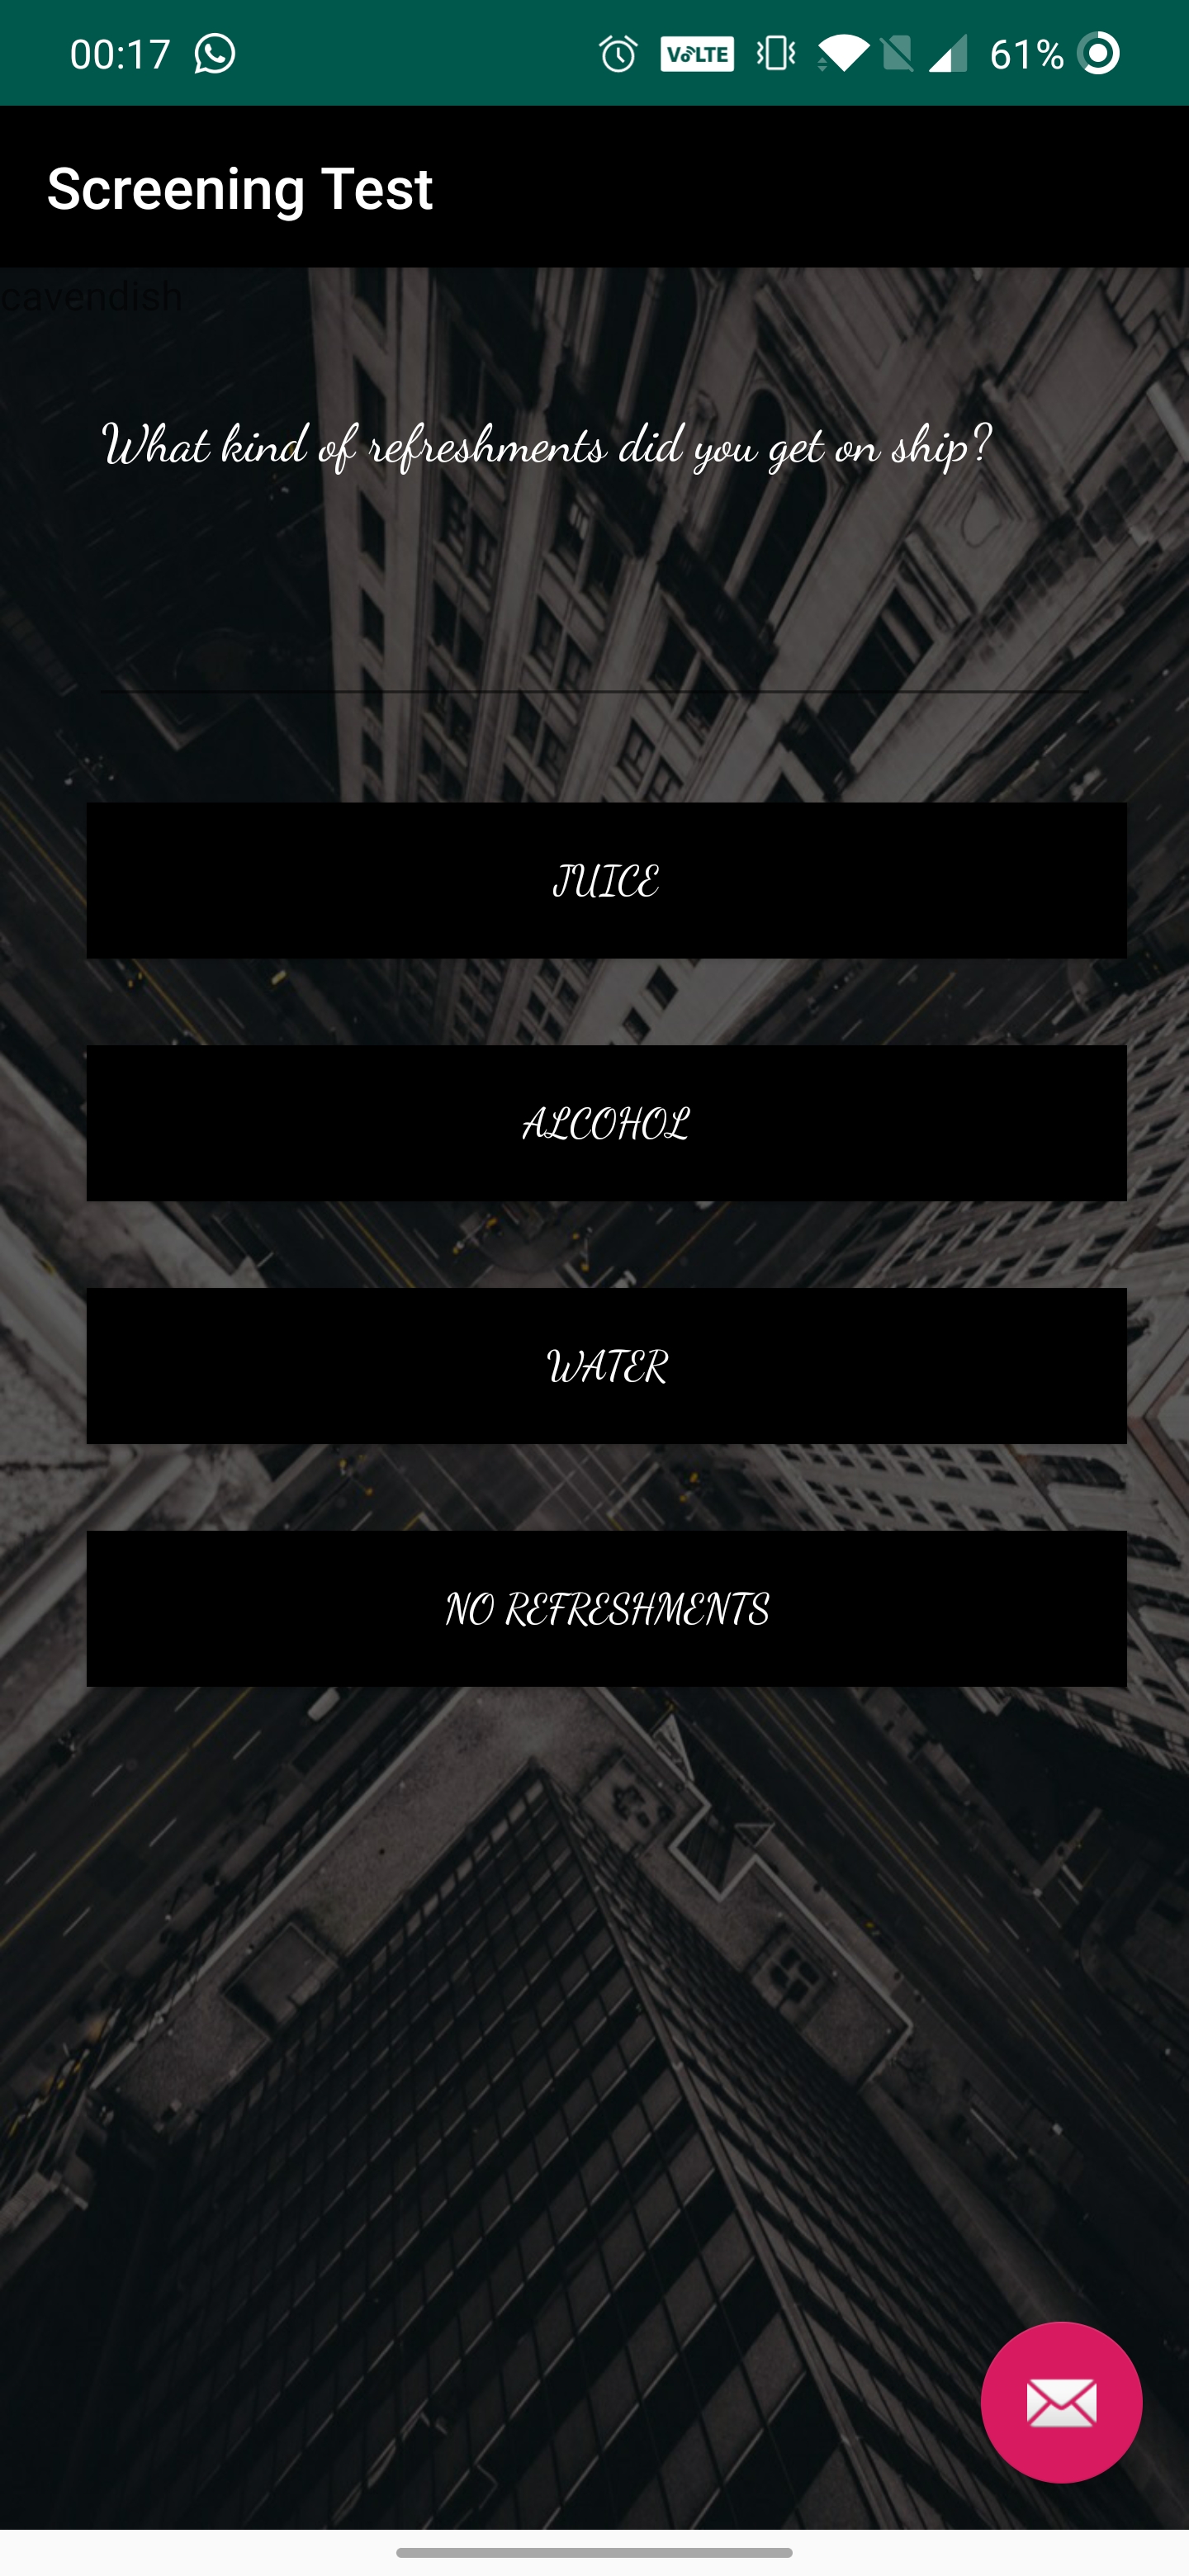 00:17
VoLTE
61%
Screening Test
cavendish
What kind of refreshments did you get on ship?
JUICE
ALCOHOL
WATER
NO REFRESHMENTS